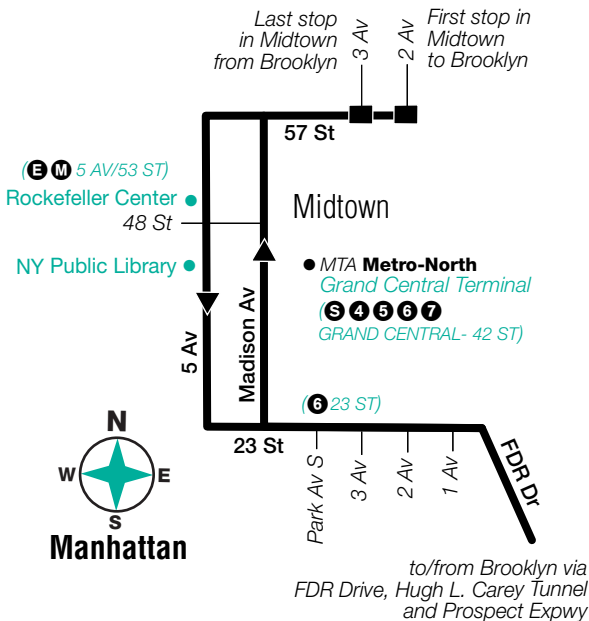 Last stop
in Midtown
from Brooklyn
3 Av
2 Av
First stop in
Midtown
to Brooklyn
57 St
(E M 5 AV/53 ST)
Rockefeller Center
48 St
Midtown
NY Public Library
MTA Metro-North
Grand Central Terminal
(S 4 5 6 7
GRAND CENTRAL- 42 ST)
5 Av
Madison Av
(6 23 ST)
23 St
Park Av S
3 Av
2 Av
1 Av
FDR Dr
N
W
E
S
Manhattan
to/from Brooklyn via
FDR Drive, Hugh L. Carey Tunnel
and Prospect Expwy